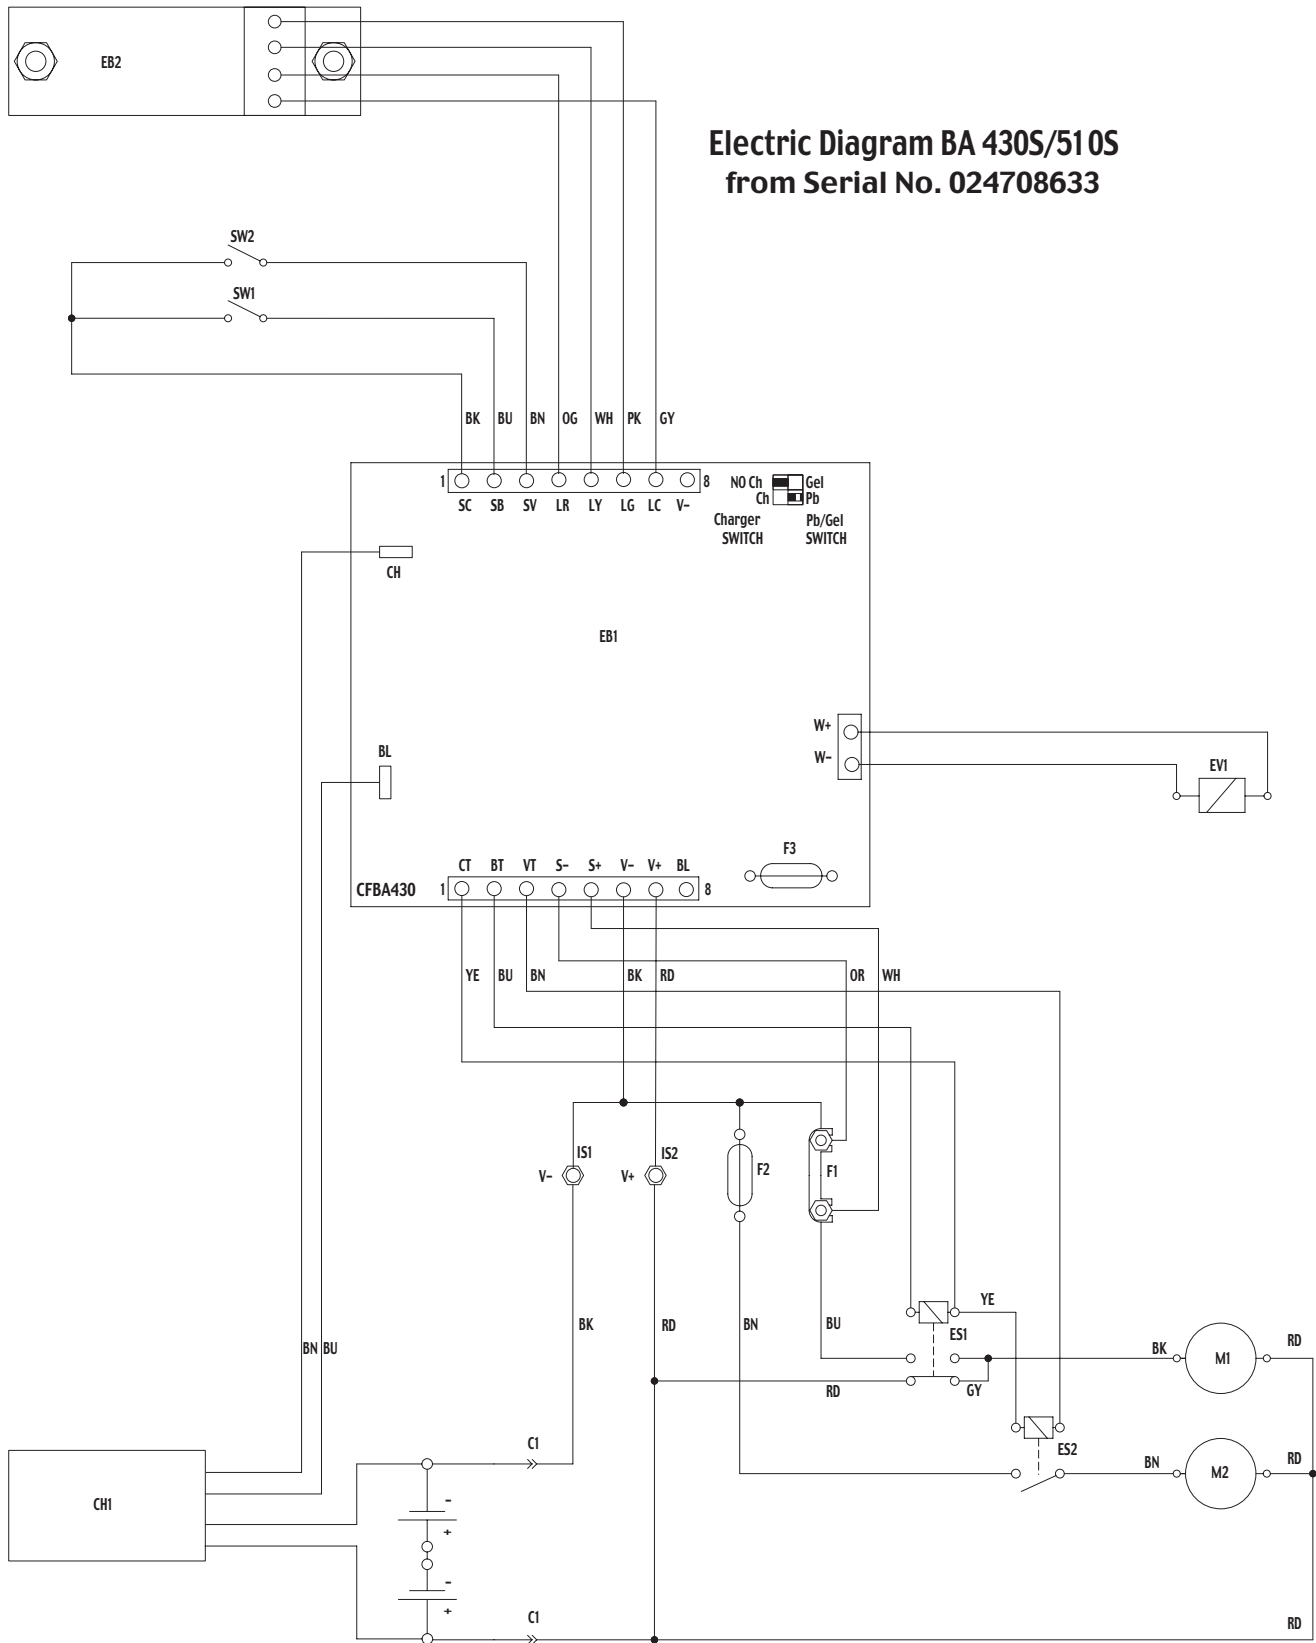 EB2
Electric Diagram BA 430S/510S
from Serial No. 024708633
SW2
SW1
BK BU BN OG WH PK GY
1 8
SC SB SV LR LY LG LC V-
NO Ch Gel
Ch Pb
Charger Pb/Gel
SWITCH SWITCH
CH
EB1
W+
W-
BL
EV1
F3
CT BT VT S- S+ V- V+ BL
CFBA430 1 8
YE BU BN BK RD OR WH
IS1 IS2
V- V+ F2 F1
YE
BK RD BN BU ES1
BN BU
BK M1 RD
RD GY
C1
ES2
BN M2 RD
CH1
-
+
-
+
C1
RD